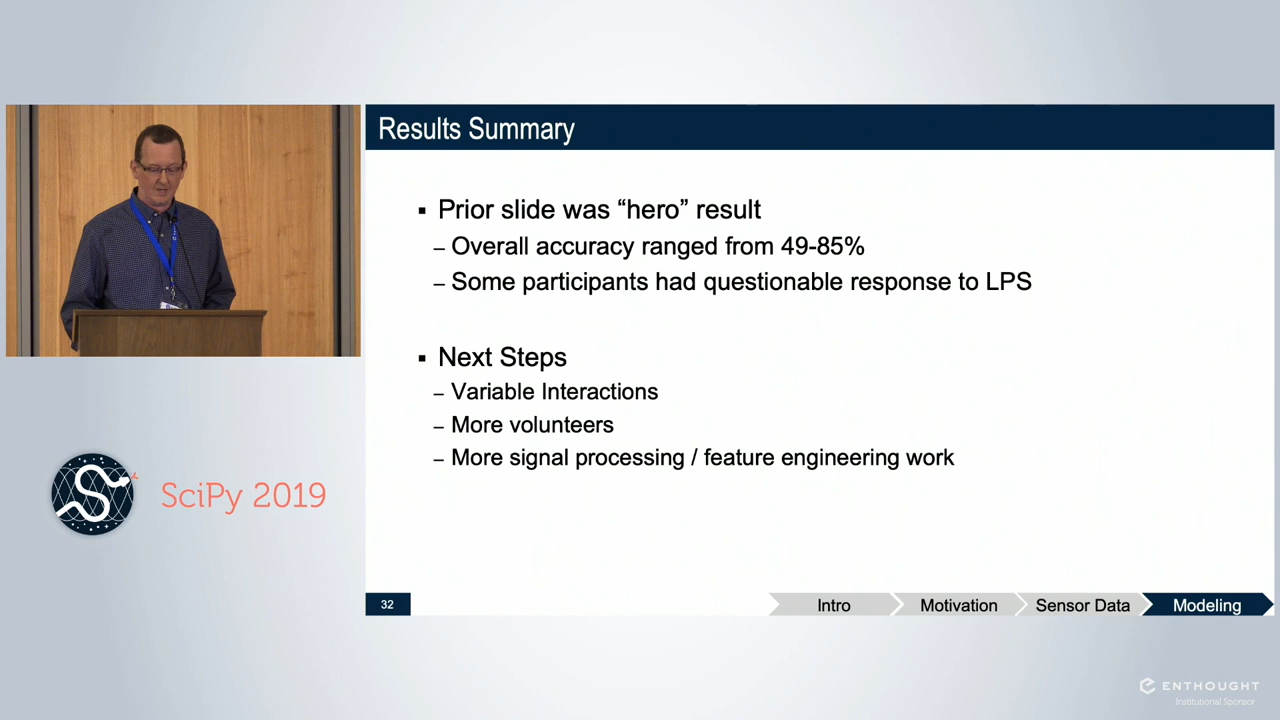 Results Summary
▪ Prior slide was “hero” result
– Overall accuracy ranged from 49-85%
– Some participants had questionable response to LPS
▪ Next Steps
– Variable Interactions
– More volunteers
– More signal processing / feature engineering work
SciPy 2019
32
Intro
Motivation
Sensor Data
Modeling
ENTHOUGHT
Institutional Sponsor